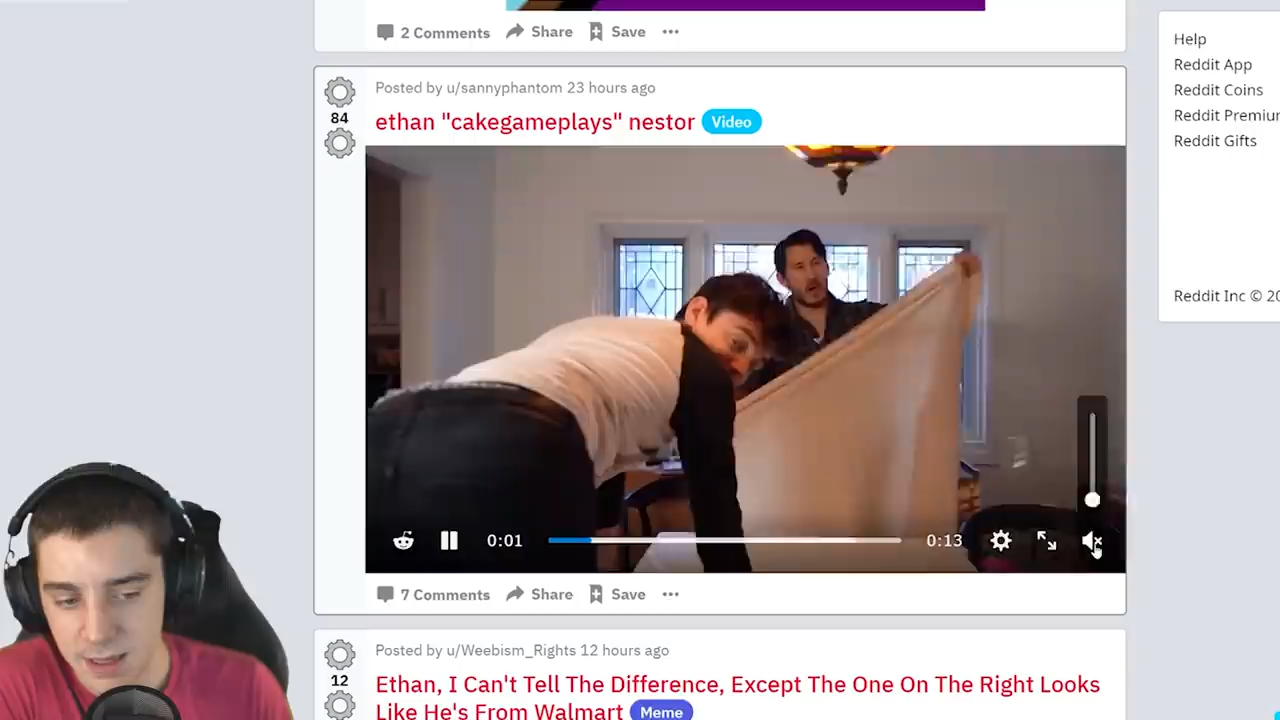 2 Comments Share Save
Posted by u/sannyphantom 23 hours ago
84
ethan "cakegameplays" nestor Video
0:01
0:13
7 Comments Share Save
Posted by u/Weebism_Rights 12 hours ago
12
Ethan, I Can't Tell The Difference, Except The One On The Right Looks
Like He's From Walmart Meme
Help
Reddit App
Reddit Coins
Reddit Premium
Reddit Gifts
Reddit Inc © 20